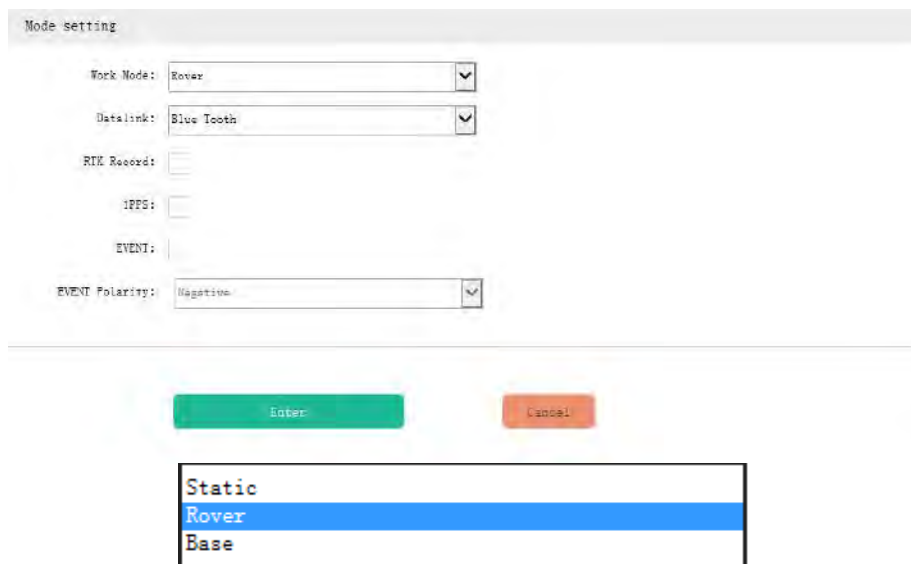 Mode setting
Work Mode: Rover
Datalink: Blue Tooth
RTK Record:
1PPS:
EVENT:
EVENT Polarity: Negative
Enter Cancel
Static
Rover
Base